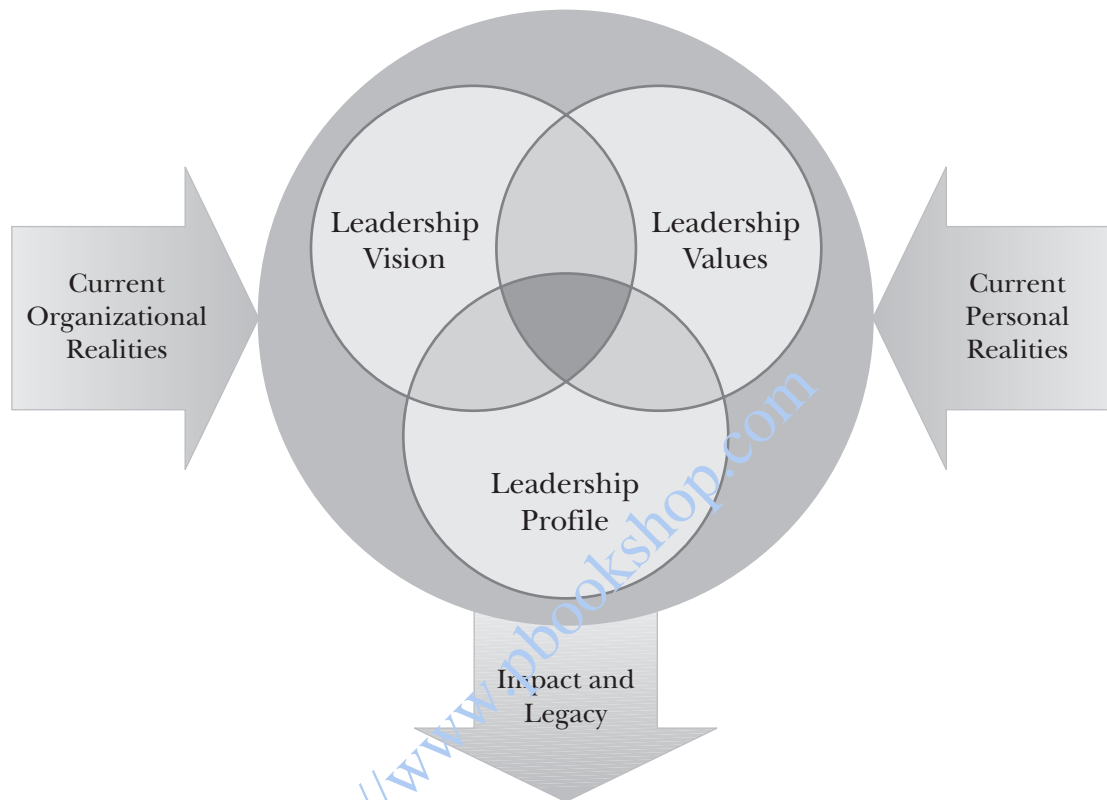 Leadership
Vision
Leadership
Values
Current
Organizational
Realities
Current
Personal
Realities
Leadership
Profile
Impact and
Legacy
//www.pbookshop.com